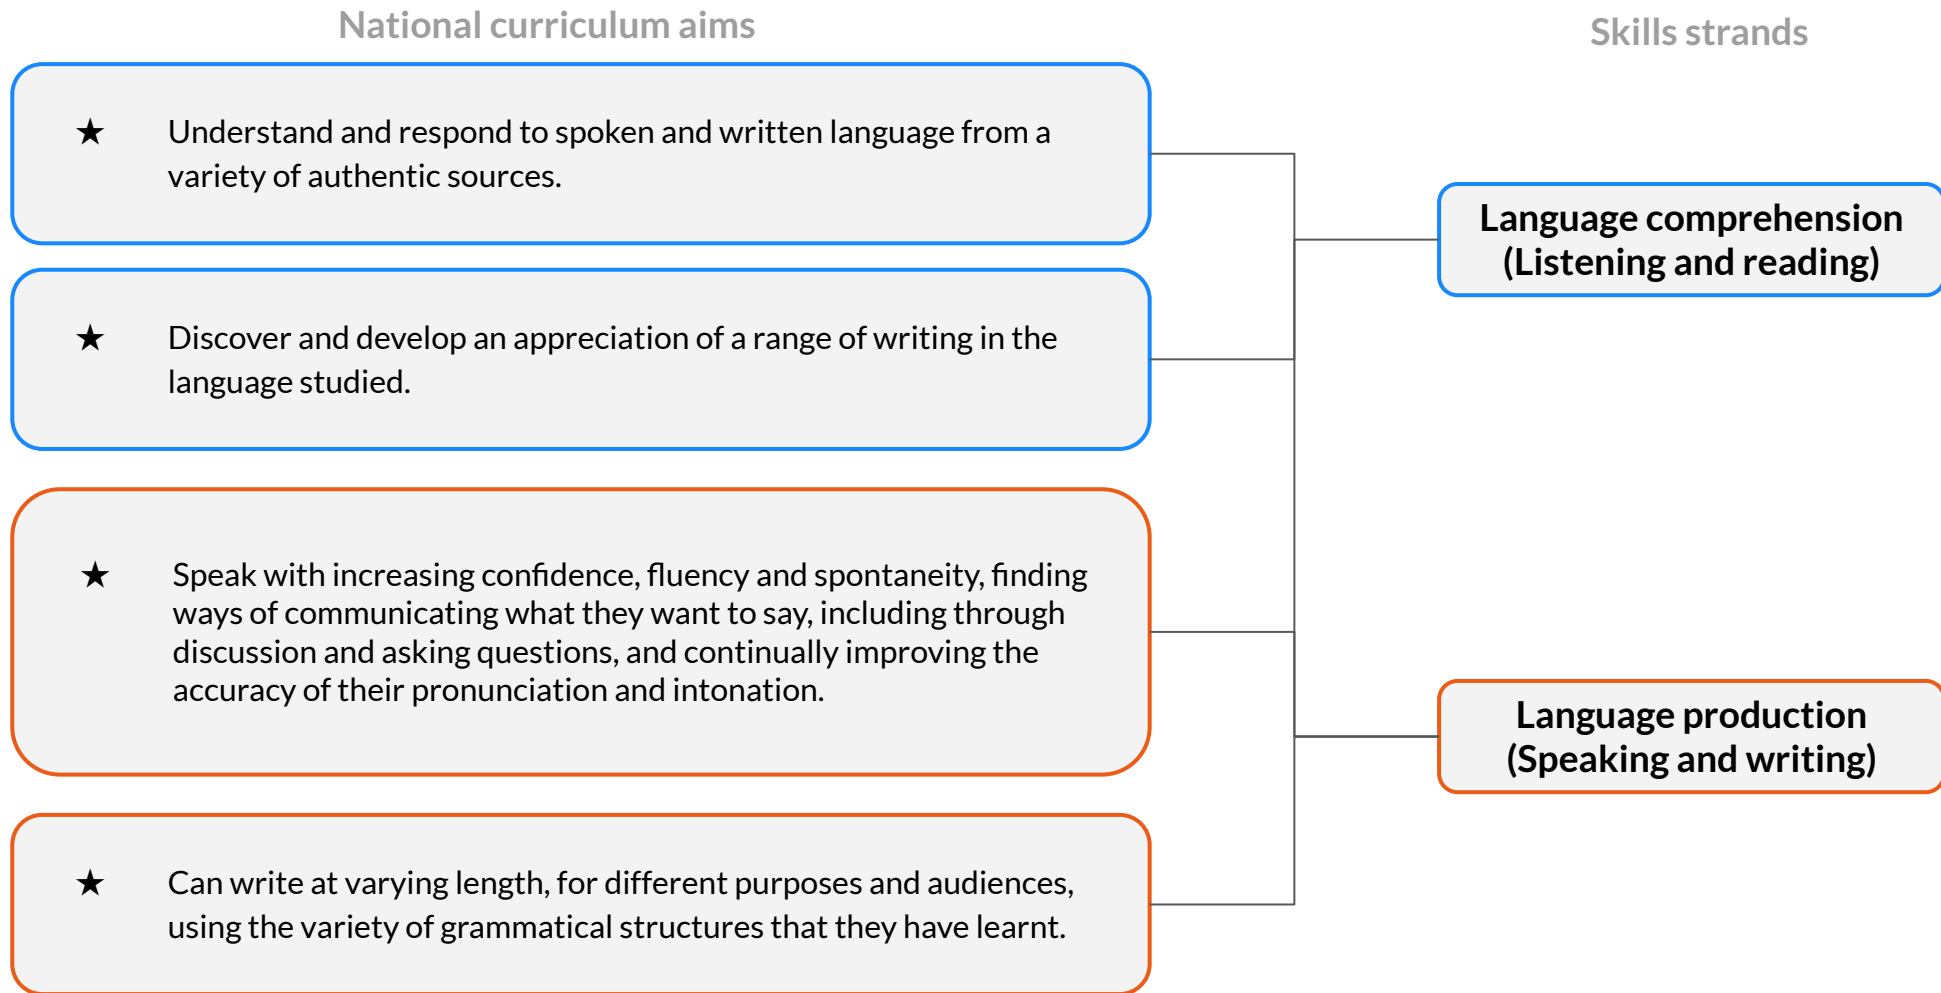 National curriculum aims
Skills strands
★ Understand and respond to spoken and written language from a
variety of authentic sources.
Language comprehension
(Listening and reading)
★ Discover and develop an appreciation of a range of writing in the
language studied.
★ Speak with increasing confidence, fluency and spontaneity, finding
ways of communicating what they want to say, including through
discussion and asking questions, and continually improving the
accuracy of their pronunciation and intonation.
Language production
(Speaking and writing)
★ Can write at varying length, for different purposes and audiences,
using the variety of grammatical structures that they have learnt.